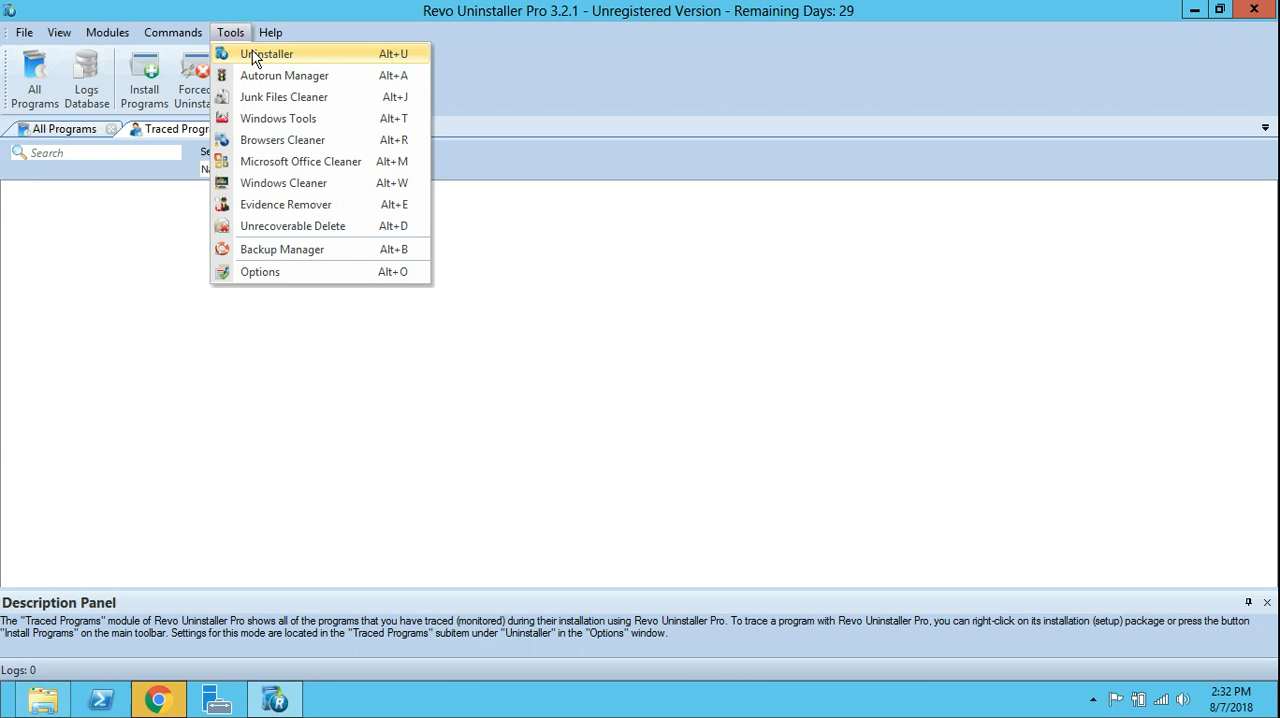 Revo Uninstaller Pro 3.2.1 - Unregistered Version - Remaining Days: 29
File View Modules Commands Tools Help
All Programs
Logs Database
Install Programs
Forced Uninsta
Uninstaller Alt+U
Autorun Manager Alt+A
Junk Files Cleaner Alt+J
Windows Tools Alt+T
Browsers Cleaner Alt+R
Microsoft Office Cleaner Alt+M
Windows Cleaner Alt+W
Evidence Remover Alt+E
Unrecoverable Delete Alt+D
Backup Manager Alt+B
Options Alt+O
All Programs Traced Progr
Search Se
Na
Description Panel
The "Traced Programs" module of Revo Uninstaller Pro shows all of the programs that you have traced (monitored) during their installation using Revo Uninstaller Pro. To trace a program with Revo Uninstaller Pro, you can right-click on its installation (setup) package or press the button
"Install Programs" on the main toolbar. Settings for this mode are located in the "Traced Programs" subitem under "Uninstaller" in the "Options" window.
Logs: 0
2:32 PM
8/7/2018